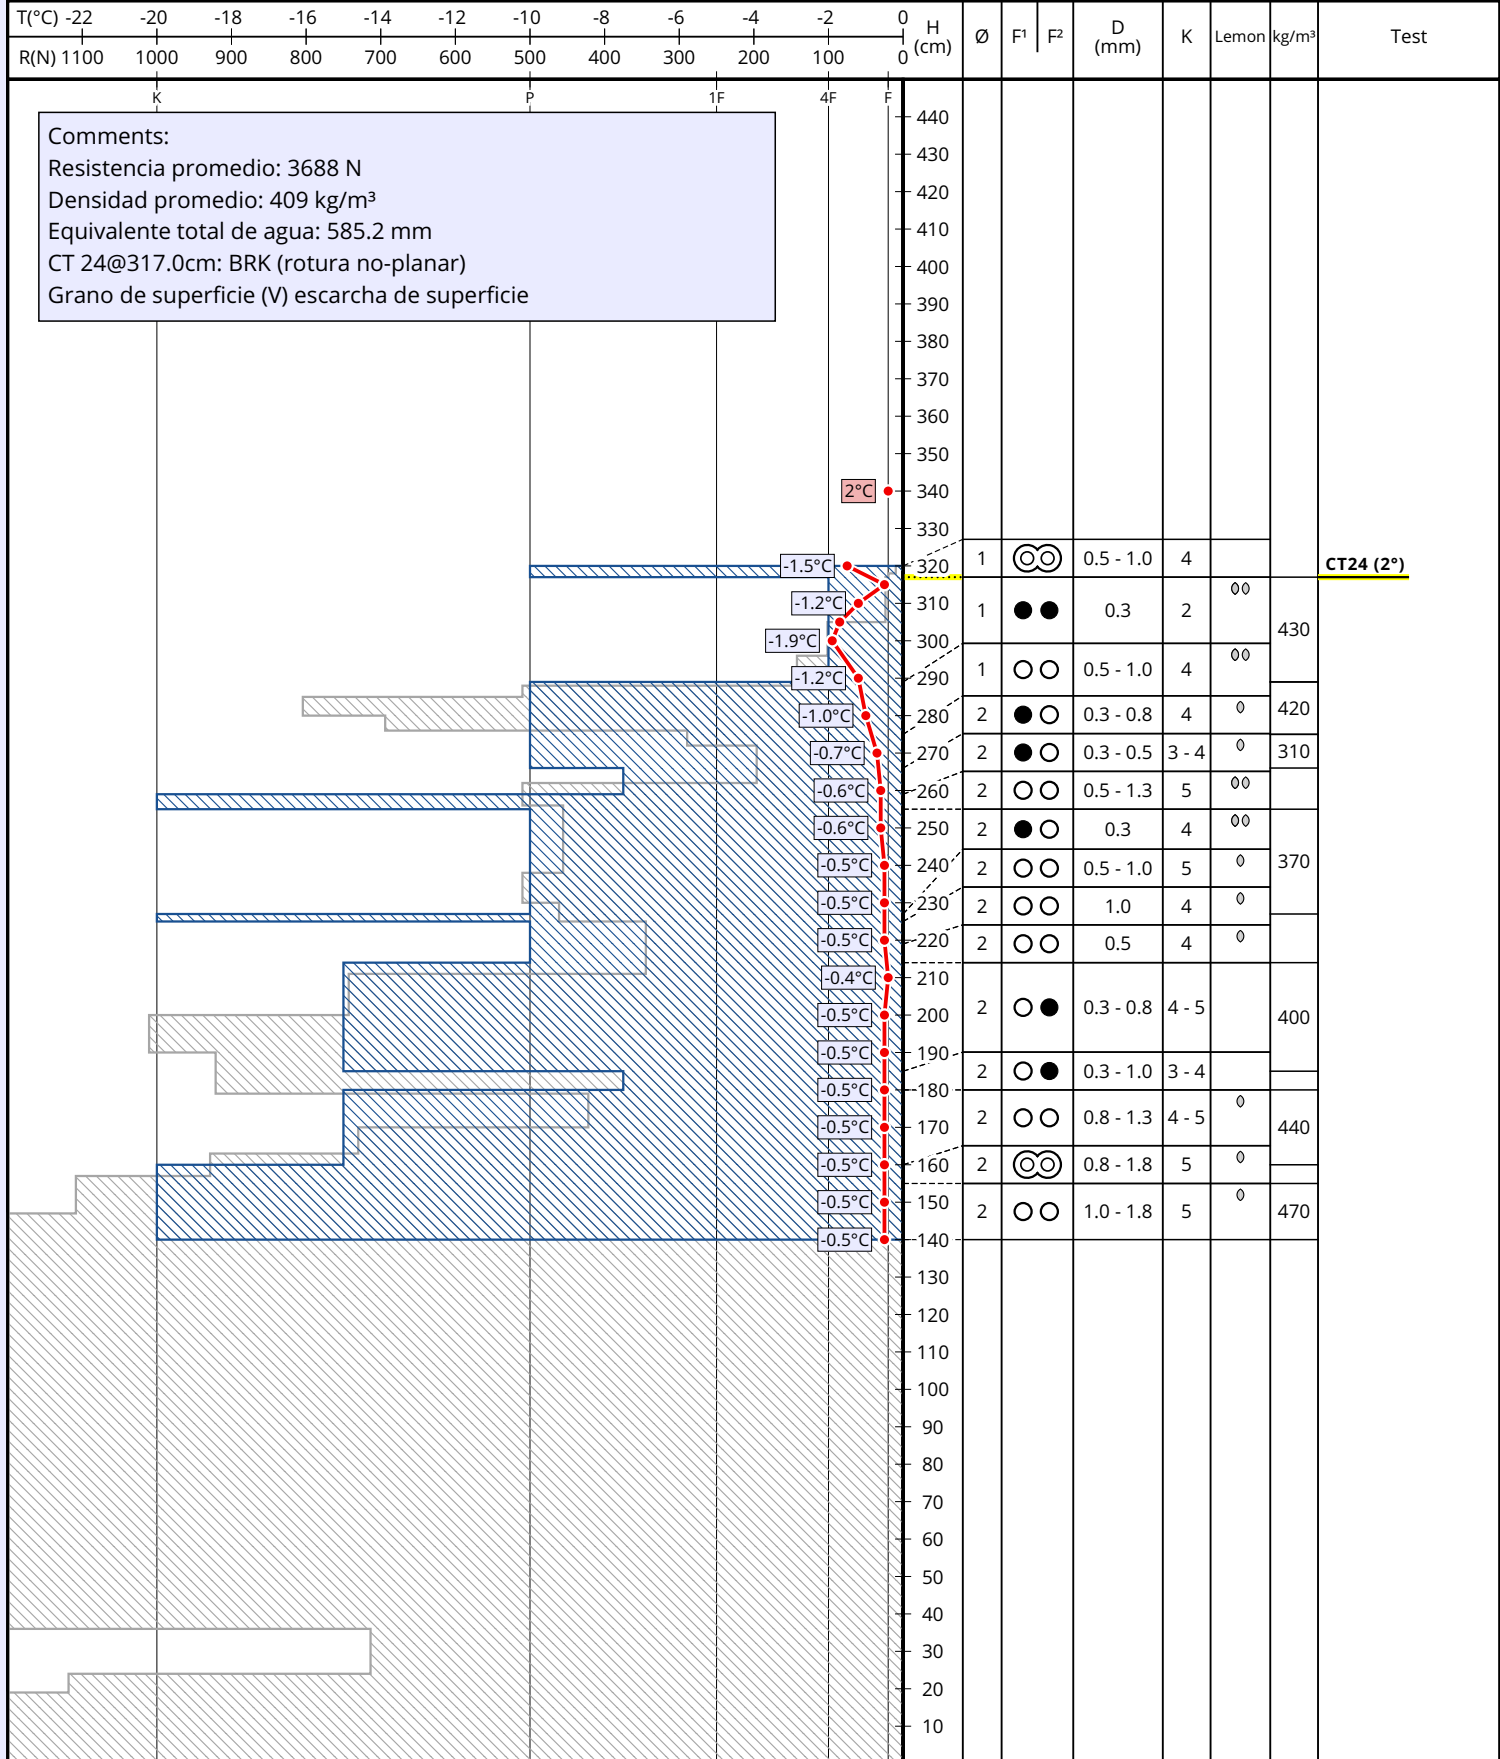 T(°C) -22 -20 -18 -16 -14 -12 -10 -8 -6 -4 -2 0
R(N) 1100 1000 900 800 700 600 500 400 300 200 100 0
H (cm) Ø F¹ F² D (mm) K Lemon kg/m³ Test
K P 1F 4F F
Comments:
Resistencia promedio: 3688 N
Densidad promedio: 409 kg/m³
Equivalente total de agua: 585.2 mm
CT 24@317.0cm: BRK (rotura no-planar)
Grano de superficie (V) escarcha de superficie
440
430
420
410
400
390
380
370
360
350
2°C 340
330
1 0.5 - 1.0 4
-1.5°C 320 CT24 (2°)
-1.2°C 310 1 0.3 2
430
-1.9°C 300
1 0.5 - 1.0 4
-1.2°C 290
-1.0°C 280 2 0.3 - 0.8 4 420
-0.7°C 270 2 0.3 - 0.5 3 - 4 310
-0.6°C 260 2 0.5 - 1.3 5
-0.6°C 250 2 0.3 4
370
-0.5°C 240 2 0.5 - 1.0 5
-0.5°C 230 2 1.0 4
-0.5°C 220 2 0.5 4
-0.4°C 210
2 0.3 - 0.8 4 - 5
-0.5°C 200 400
-0.5°C 190
2 0.3 - 1.0 3 - 4
-0.5°C 180
2 0.8 - 1.3 4 - 5
-0.5°C 170 440
-0.5°C 160 2 0.8 - 1.8 5
-0.5°C 150 2 1.0 - 1.8 5 470
-0.5°C 140
130
120
110
100
90
80
70
60
50
40
30
20
10